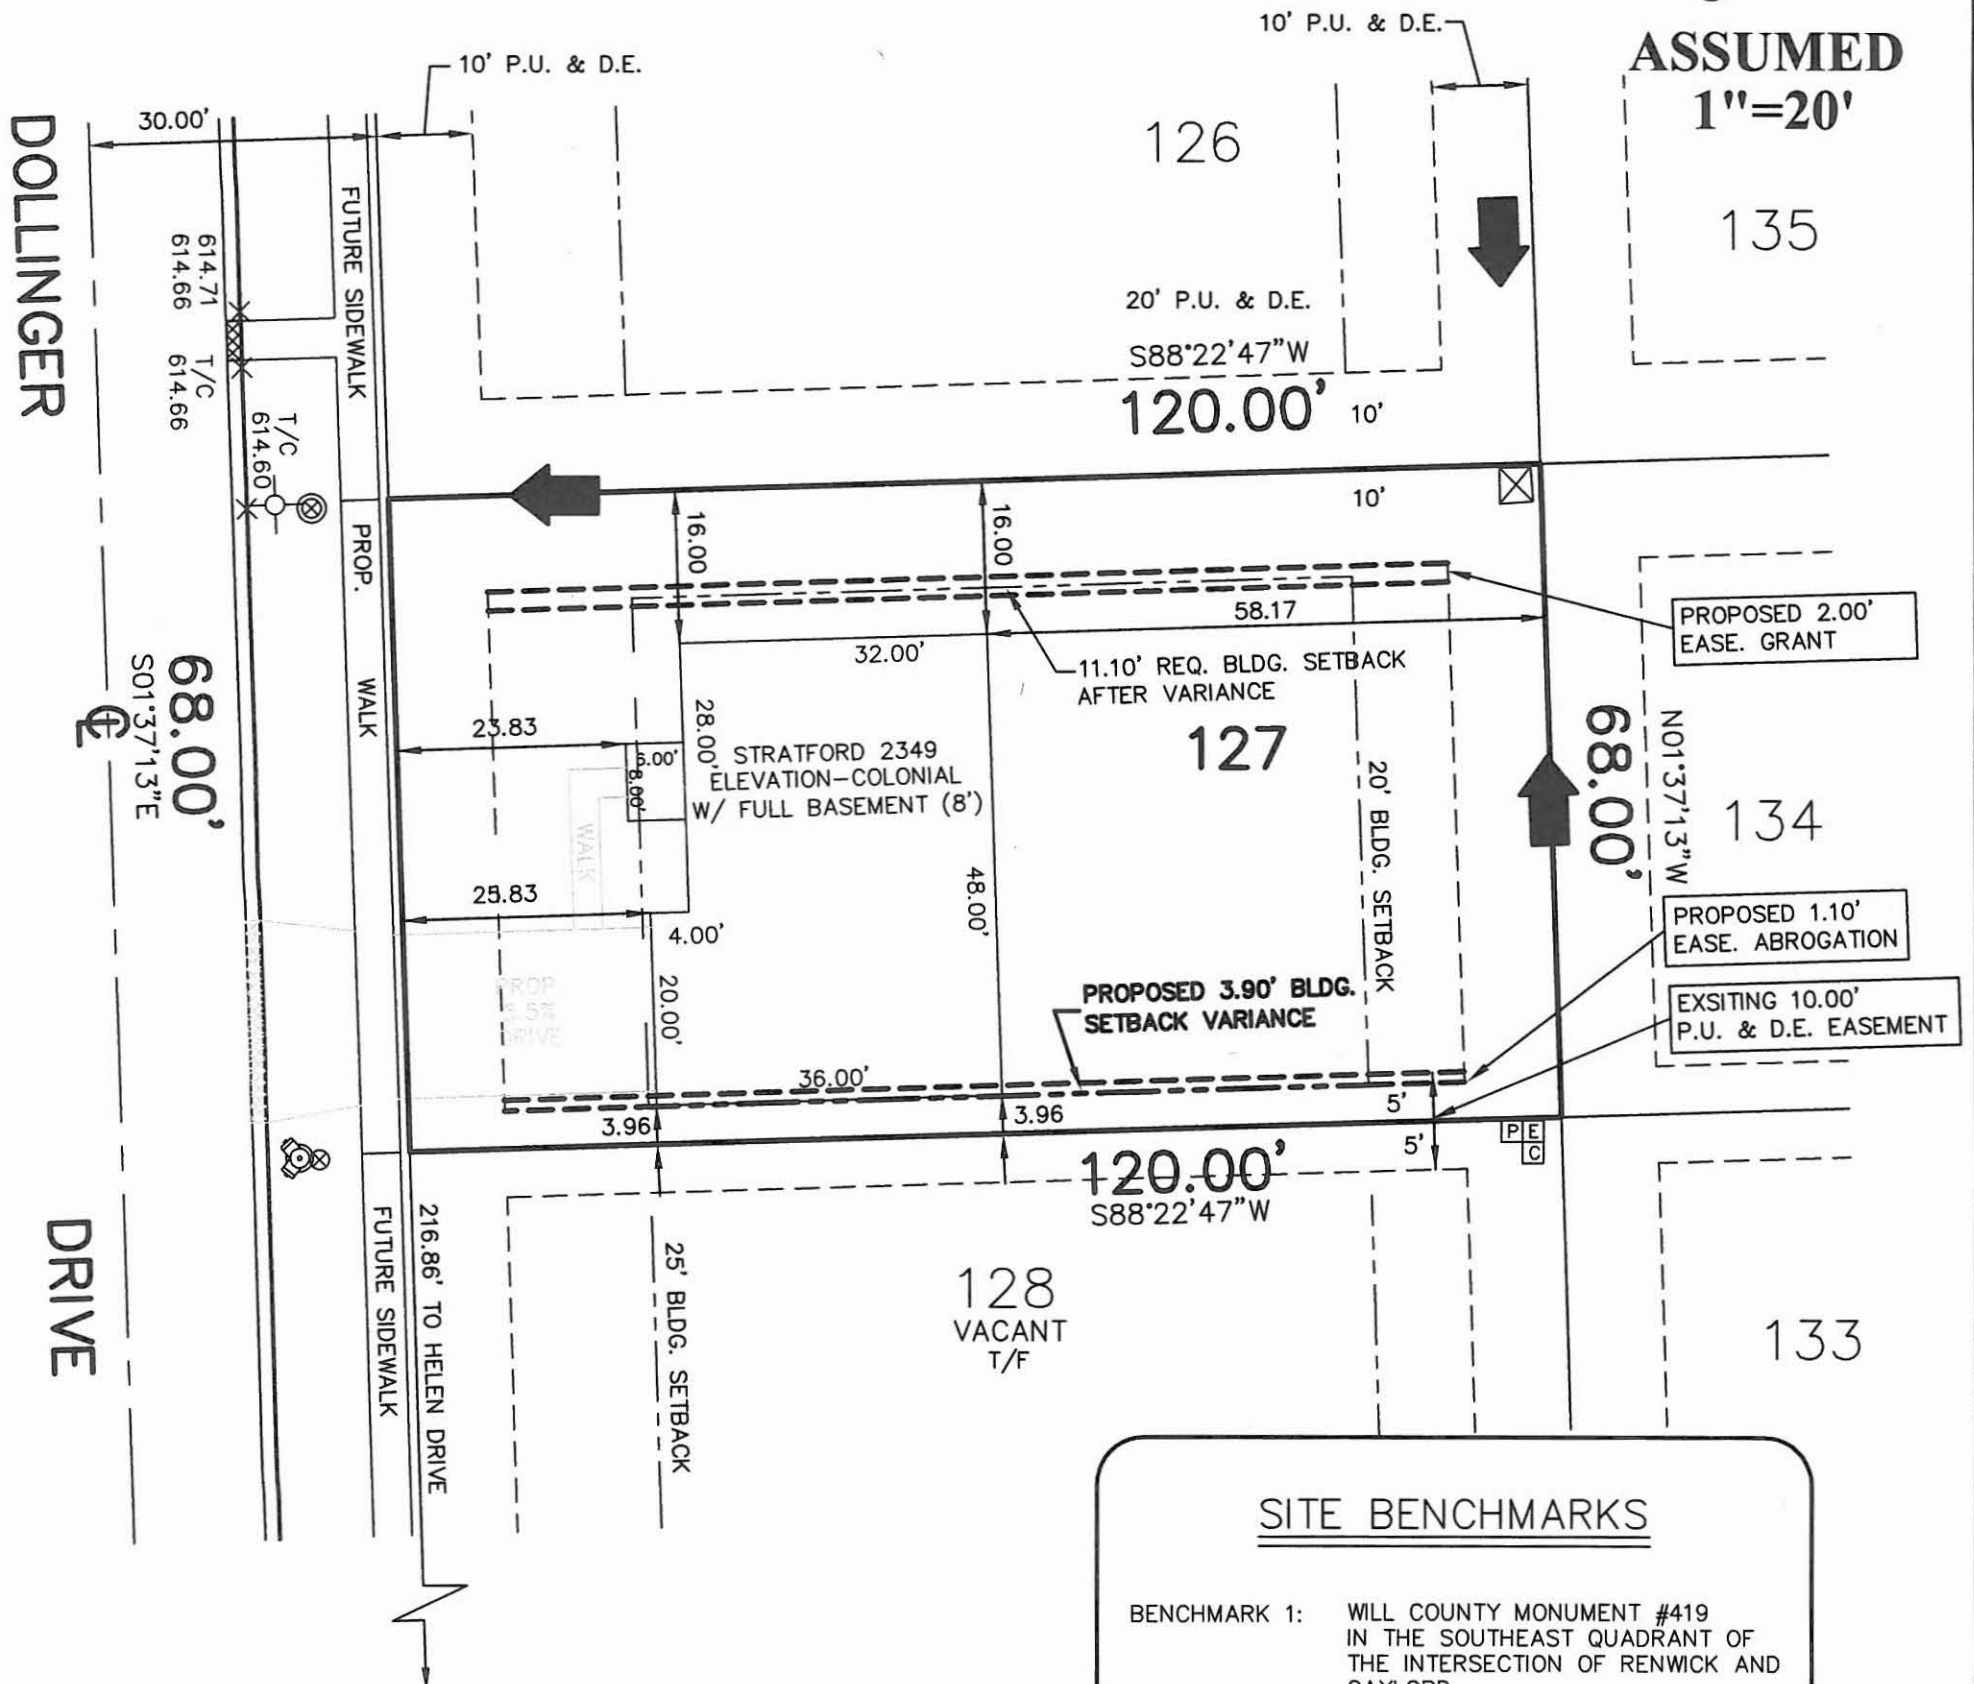 10' P.U. & D.E.
ASSUMED
1"=20'
10' P.U. & D.E.
30.00'
126
135
DOLLINGER
FUTURE SIDEWALK
614.71
614.66
T/C
614.66
T/C
614.60
20' P.U. & D.E.
S88°22'47"W
120.00'
10'
10'
PROP.
WALK
16.00
16.00
58.17
32.00'
PROPOSED 2.00'
EASE. GRANT
11.10' REQ. BLDG. SETBACK
AFTER VARIANCE
68.00'
S01°37'13"E
23.83
6.00'
8.00'
28.00'
STRATFORD 2349
ELEVATION-COLONIAL
W/ FULL BASEMENT (8')
127
20' BLDG. SETBACK
68.00'
N01°37'13"W
134
WALK
25.83
4.00'
48.00'
PROPOSED 1.10'
EASE. ABROGATION
PROP.
5.5%
DRIVE
20.00'
PROPOSED 3.90' BLDG.
SETBACK VARIANCE
EXSITING 10.00'
P.U. & D.E. EASEMENT
36.00'
3.96
3.96
5'
5'
P E
C
120.00'
S88°22'47"W
DRIVE
FUTURE SIDEWALK
216.86' TO HELEN DRIVE
25' BLDG. SETBACK
128
VACANT
T/F
133
SITE BENCHMARKS
BENCHMARK 1: WILL COUNTY MONUMENT #419
IN THE SOUTHEAST QUADRANT OF
THE INTERSECTION OF RENWICK AND